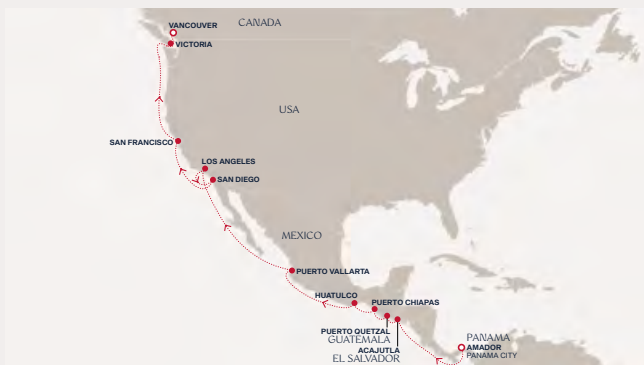 CANADA
VANCOUVER
VICTORIA
USA
SAN FRANCISCO
LOS ANGELES
SAN DIEGO
MEXICO
PUERTO VALLARTA
HUATULCO
PUERTO CHIAPAS
PUERTO QUETZAL
GUATEMALA
ACAJUTLA
EL SALVADOR
PANAMA
AMADOR
PANAMA CITY